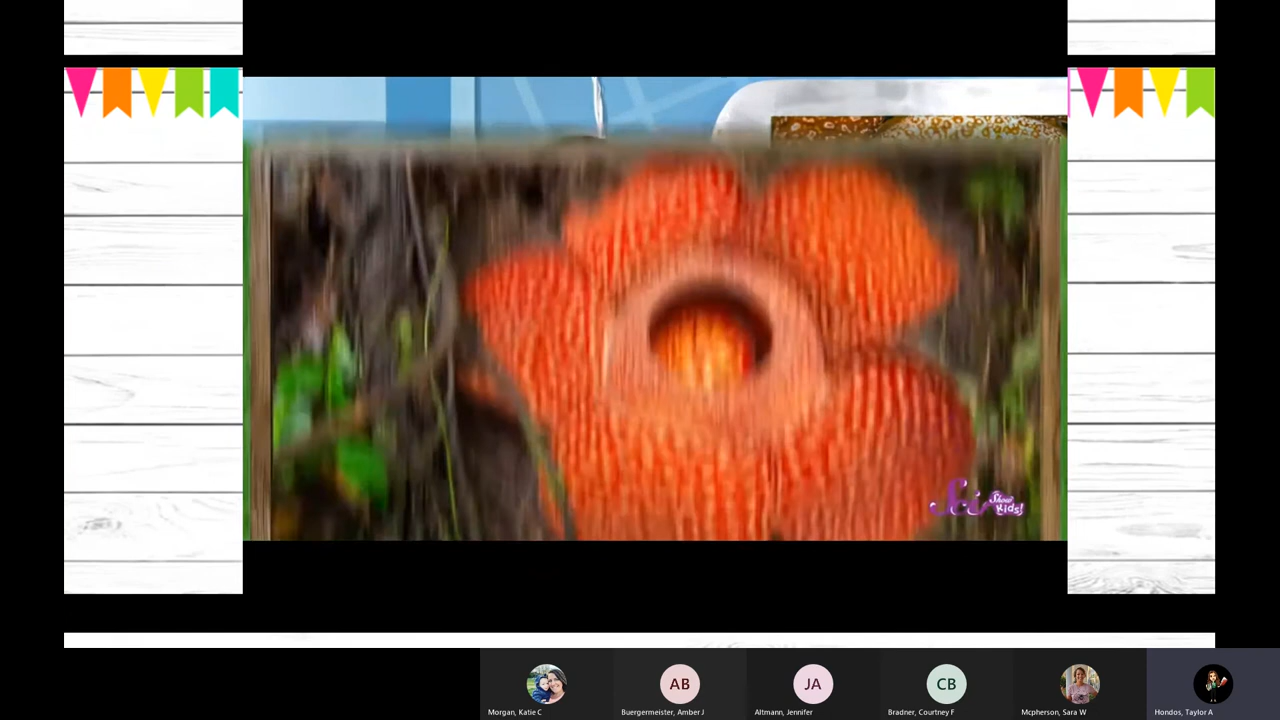 Sci Show Kids!
AB
JA
CB
Morgan, Katie C
Buergermeister, Amber J
Altmann, Jennifer
Bradner, Courtney F
Mcpherson, Sara W
Hondos, Taylor A